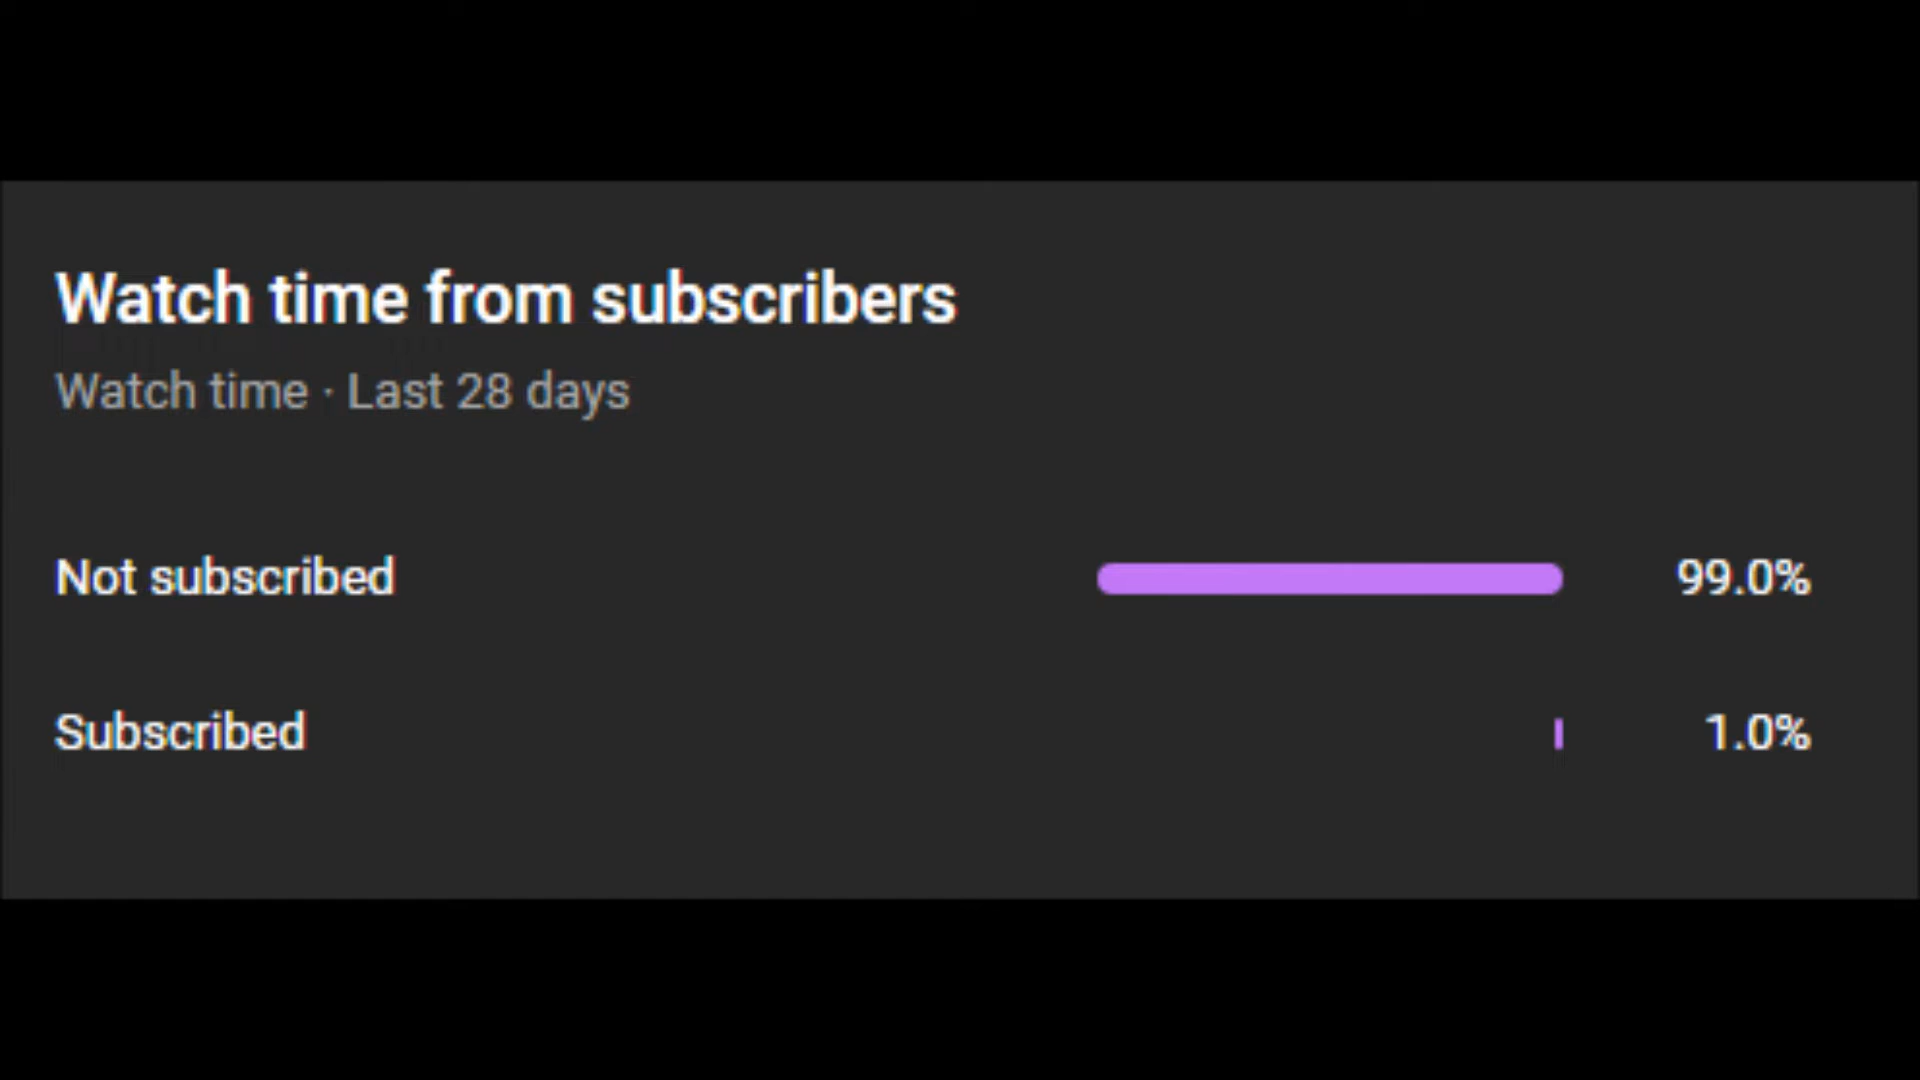 Watch time from subscribers
Watch time · Last 28 days
Not subscribed 99.0%
Subscribed 1.0%